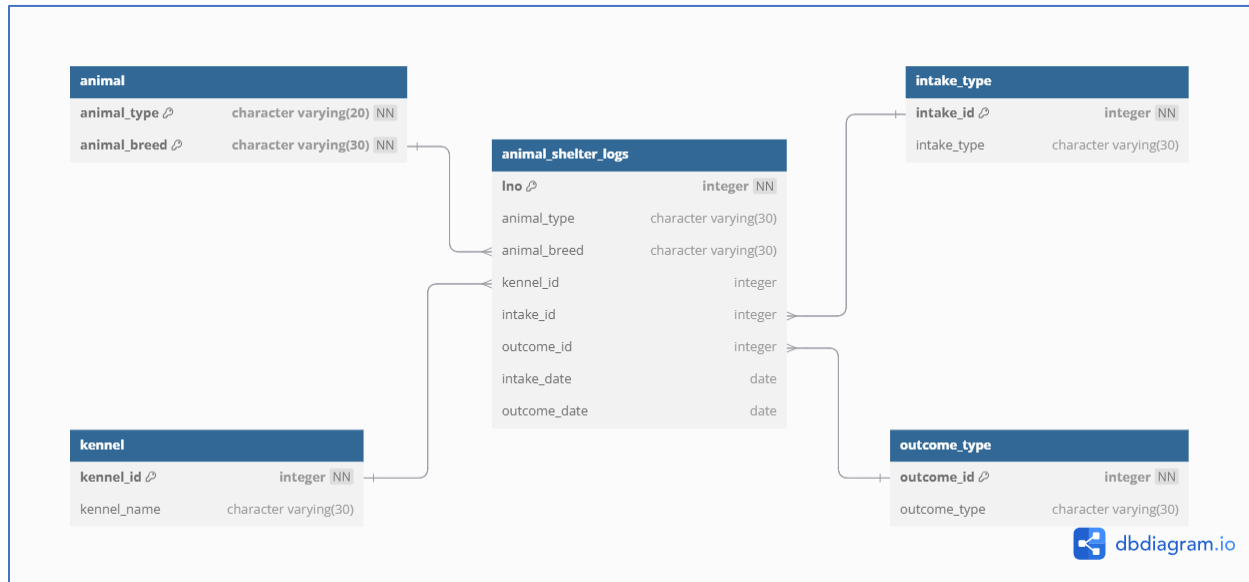 animal
animal_type character varying(20) NN
animal_breed character varying(30) NN
animal_shelter_logs
lno integer NN
animal_type character varying(30)
animal_breed character varying(30)
kennel_id integer
intake_id integer
outcome_id integer
intake_date date
outcome_date date
intake_type
intake_id integer NN
intake_type character varying(30)
kennel
kennel_id integer NN
kennel_name character varying(30)
outcome_type
outcome_id integer NN
outcome_type character varying(30)
dbdiagram.io